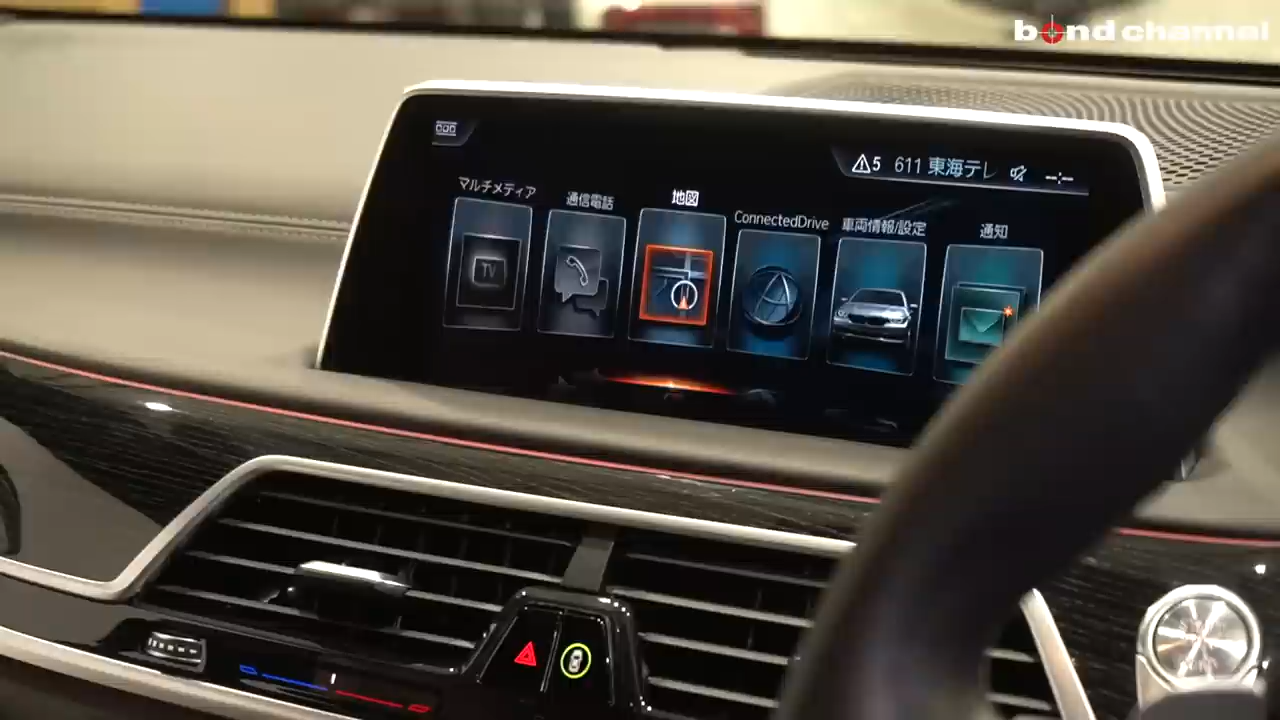 bond channel
5 611 東海テレ --:--
マルチメディア
通信電話
地図
ConnectedDrive
車両情報/設定
通知
TV